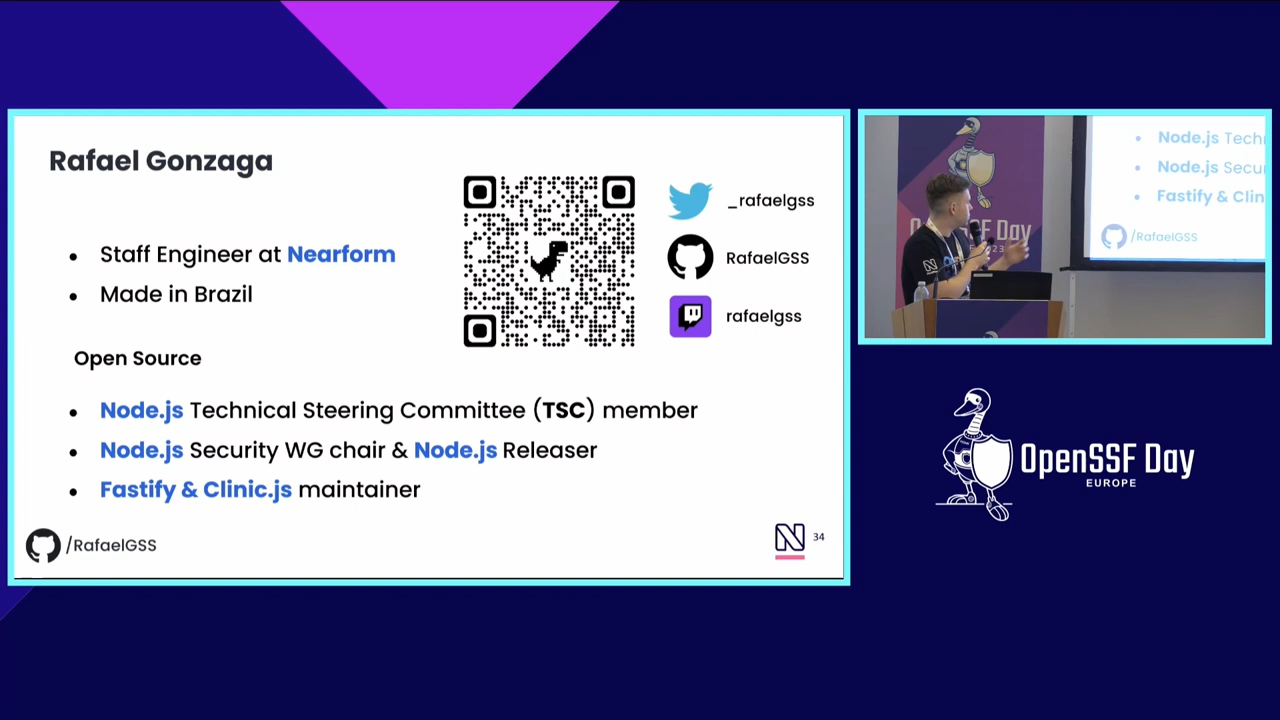 Rafael Gonzaga
Staff Engineer at Nearform
Made in Brazil
Open Source
Node.js Technical Steering Committee (TSC) member
Node.js Security WG chair & Node.js Releaser
Fastify & Clinic.js maintainer
/RafaelGSS
_rafaelgss
RafaelGSS
rafaelgss
N 34
Node.js Tech
Node.js Secu
Fastify & Clin
/RafaelGSS
OpenSSF Day
EUROPE